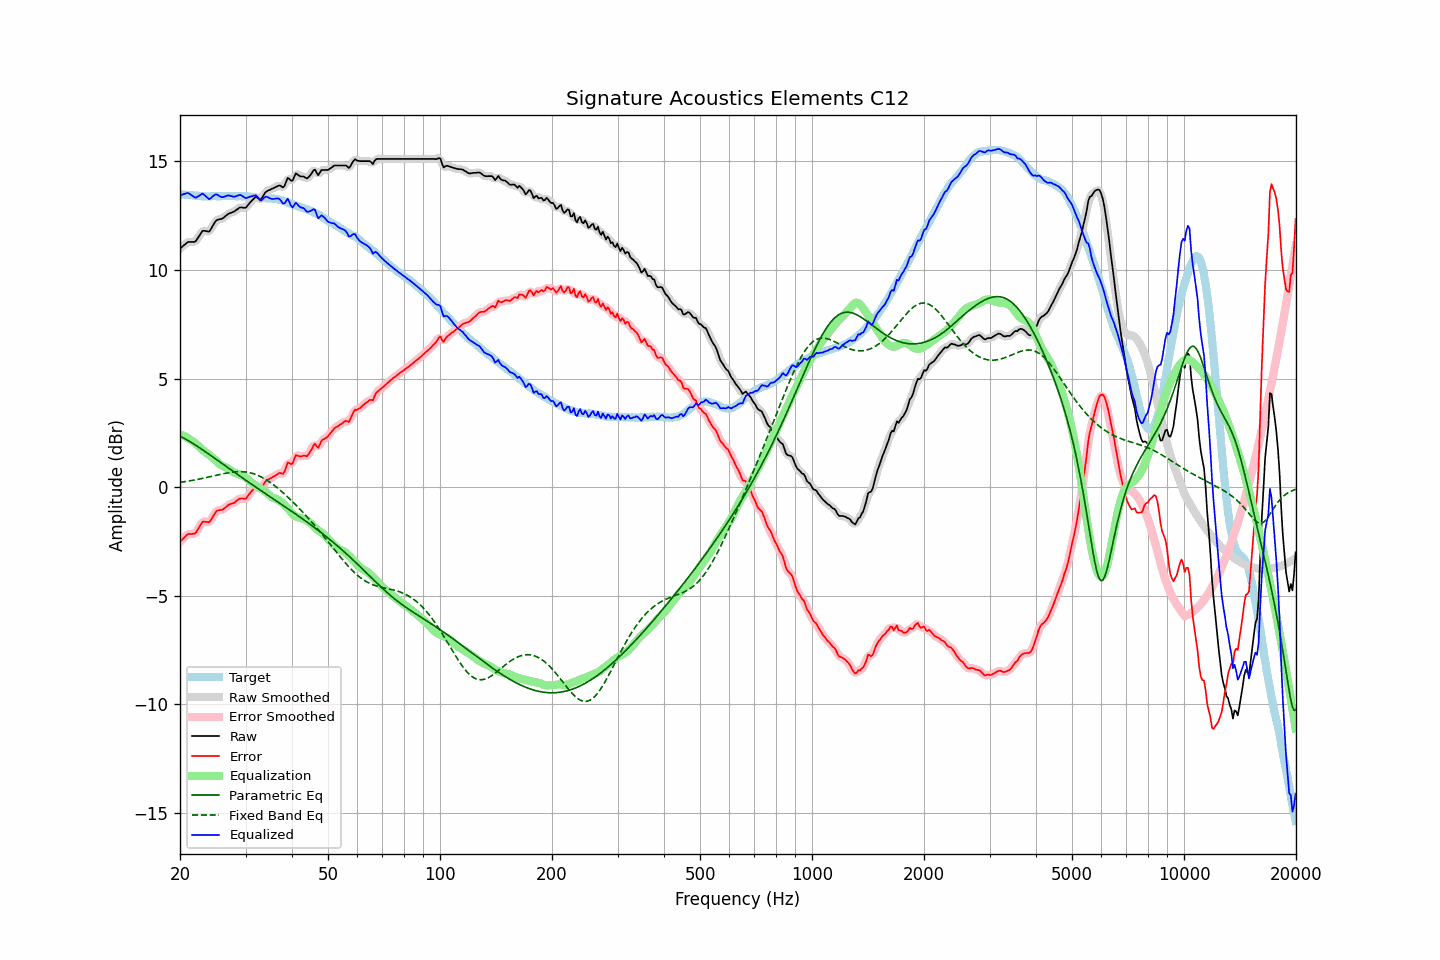 Signature Acoustics Elements C12
Amplitude (dBr)
15
10
5
0
−5
−10
−15
Target
Raw Smoothed
Error Smoothed
Raw
Error
Equalization
Parametric Eq
Fixed Band Eq
Equalized
20 50 100 200 500 1000 2000 5000 10000 20000
Frequency (Hz)